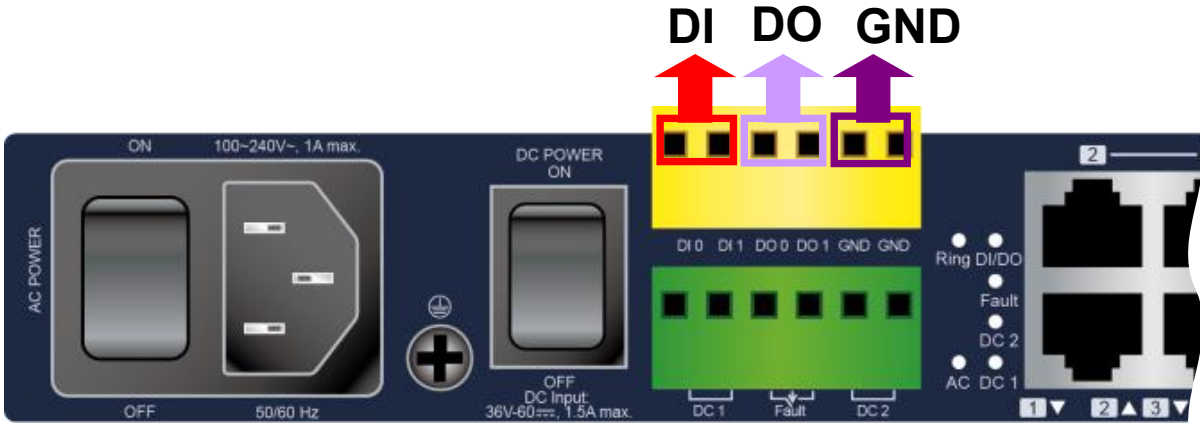 DI DO GND
ON 100~240V~, 1A max.
DC POWER
ON
2
AC POWER
DI 0 DI 1 DO 0 DO 1 GND GND
Ring DI/DO
Fault
DC 2
AC DC 1
OFF 50/60 Hz
OFF
DC Input:
36V-60⎓, 1.5A max.
DC 1 Fault DC 2
1 ▼ 2 ▲ 3 ▼